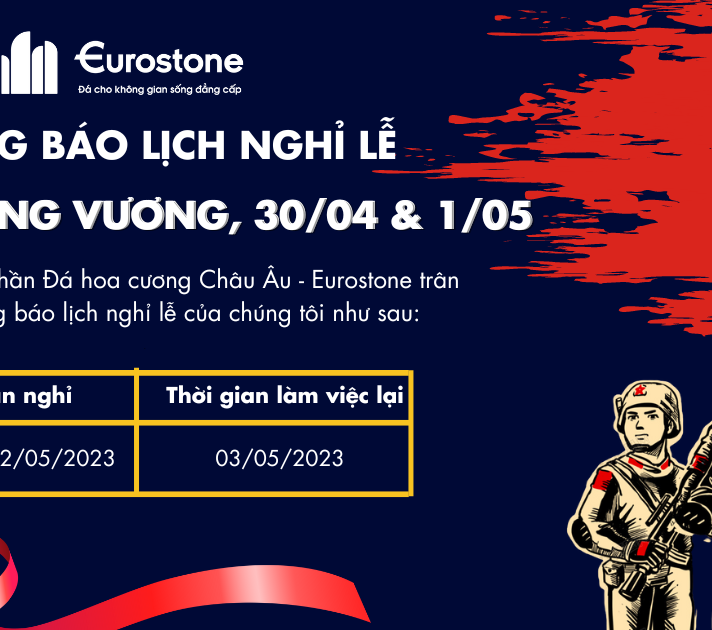 Eurostone
Đá cho không gian sống đẳng cấp
G BÁO LỊCH NGHỈ LỄ
NG VƯƠNG, 30/04 & 1/05
hần Đá hoa cương Châu Âu - Eurostone trân
g báo lịch nghỉ lễ của chúng tôi như sau:
n nghỉ
Thời gian làm việc lại
2/05/2023
03/05/2023